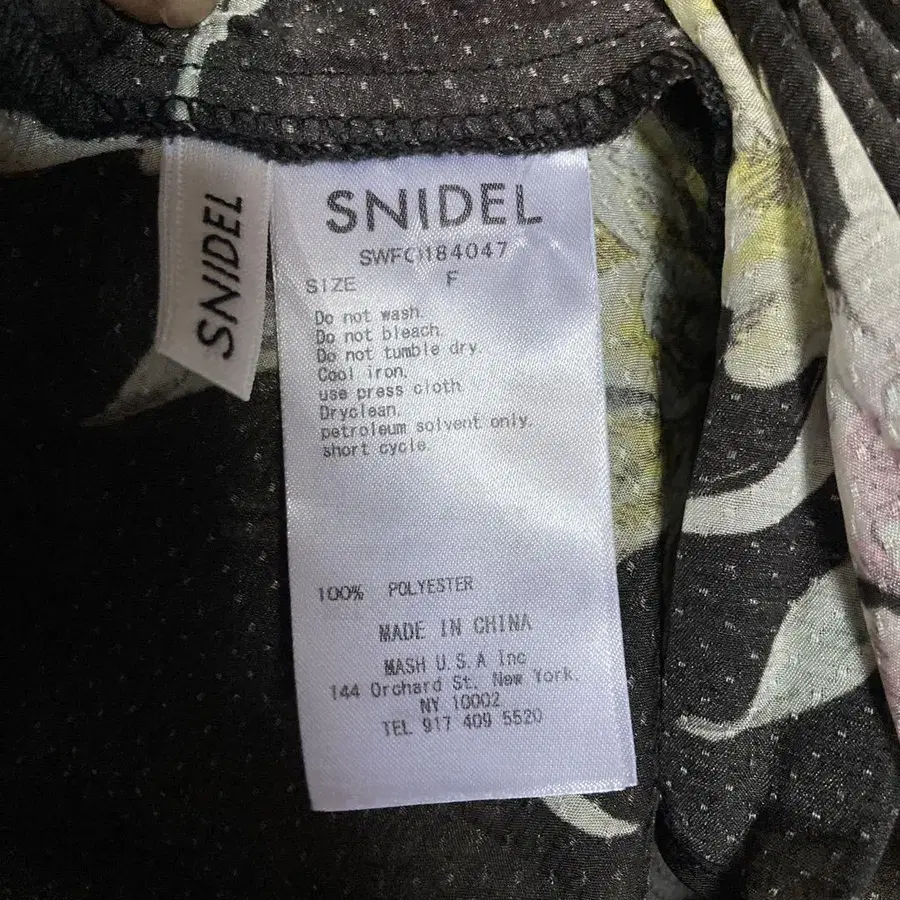 SNIDEL
SNIDEL
SIZE F
Do not wash.
Do not bleach.
Do not tumble dry.
Cool iron.
use press cloth
Dryclean.
petroleum solvent only.
short cycle.
100% POLYESTER
MADE IN CHINA
MASH U.S.A Inc
144 Orchard St. New York.
NY 10002
TEL 917 409 5520